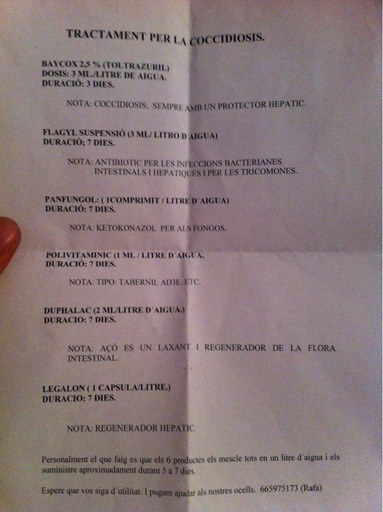 TRACTAMENT PER LA COCCIDIOSIS.
BAYCOX 2,5 % (TOLTRAZURIL)
DOSIS: 3 ML./LITRE DE AIGUA.
DURACIÓ: 3 DIES.
NOTA: COCCIDIOSIS; SEMPRE AMB UN PROTECTOR HEPATIC.
FLAGYL SUSPENSIÓ (3 ML/ LITRO D'AIGUA)
DURACIÓ; 7 DIES.
NOTA: ANTIBIOTIC PER LES INFECCIONS BACTERIANES
INTESTINALS I HEPATIQUES I PER LES TRICOMONES.
PANFUNGOL: ( 1COMPRIMIT / LITRE D'AIGUA)
DURACIÓ: 7 DIES.
NOTA: KETOKONAZOL PER ALS FONGOS.
POLIVITAMINIC (1 ML / LITRE D'AIGUA.
DURACIÓ: 7 DIES.
NOTA: TIPO: TABERNIL AD3E, ETC.
DUPHALAC (2 ML/LITRE D'AIGUA.)
DURACIO: 7 DIES.
NOTA: AÇÒ ES UN LAXANT I REGENERADOR DE LA FLORA
INTESTINAL.
LEGALON ( 1 CAPSULA/LITRE.)
DURACIO: 7 DIES.
NOTA: REGENERADOR HEPATIC.
Personalment el que faig es que els 6 productes els mescle tots en un litre d'aigua i els
suministre aproximadament durant 5 a 7 dies.
Espere que vos siga d'utilitat. I pugam ajudar als nostres ocells. 665975173 (Rafa)